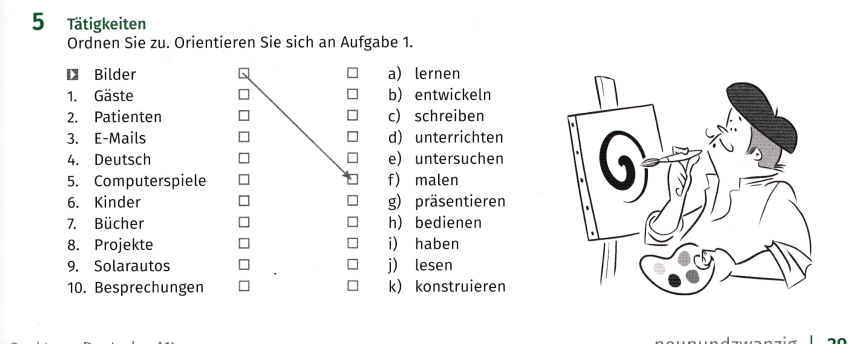 5 Tätigkeiten
Ordnen Sie zu. Orientieren Sie sich an Aufgabe 1.
Bilder a) lernen
1. Gäste b) entwickeln
2. Patienten c) schreiben
3. E-Mails d) unterrichten
4. Deutsch e) untersuchen
5. Computerspiele f) malen
6. Kinder g) präsentieren
7. Bücher h) bedienen
8. Projekte i) haben
9. Solarautos j) lesen
10. Besprechungen k) konstruieren
neunundzwanzig | 29